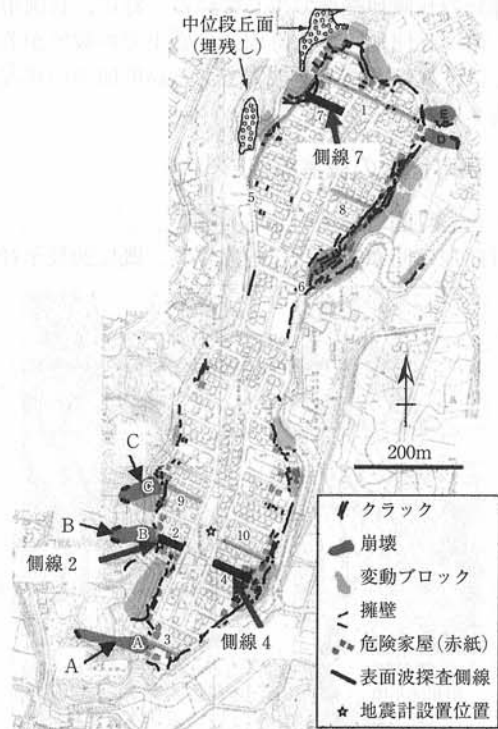 中位段丘面
(埋残し)
7
1
E
D
側線 7
5
8
6
200m
C
C
9
B
B
2
10
側線 2
4
側線 4
A
A
3
クラック
崩壊
変動ブロック
擁壁
危険家屋(赤紙)
表面波探査側線
地震計設置位置